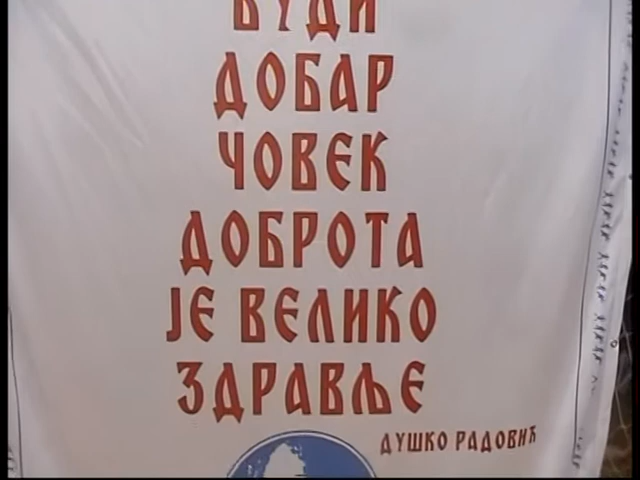 БУДИ
ДОБАР
ЧОВЕК
ДОБРОТА
ЈЕ ВЕЛИКО
ЗДРАВЉЕ
ДУШКО РАДОВИЋ